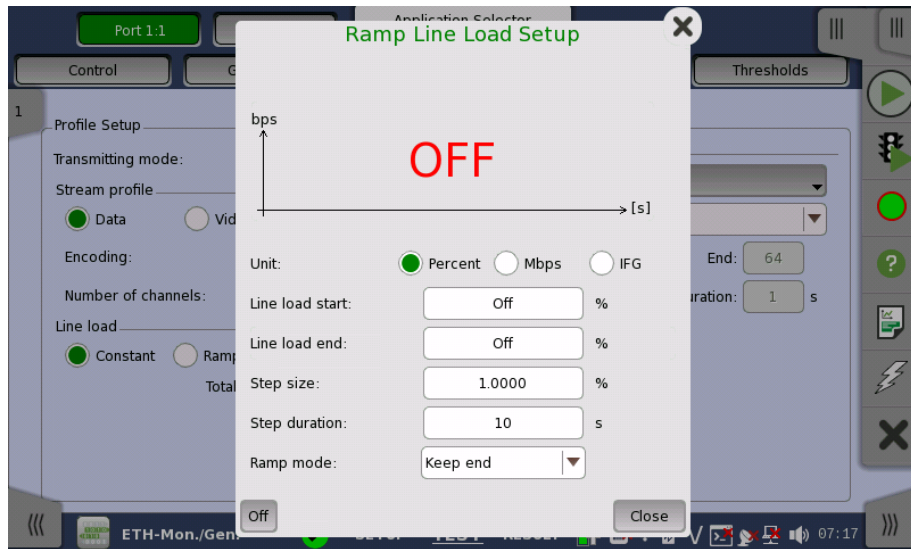 Port 1:1
Ramp Line Load Setup
Control
Thresholds
1
bps
Profile Setup
OFF
Transmitting mode:
Stream profile
[s]
Data
Encoding:
Unit:
Percent
Mbps
IFG
End:
64
Number of channels:
Line load start:
Off
%
1
s
Line load
Line load end:
Off
%
Constant
Total
Step size:
1.0000
%
Step duration:
10
s
Ramp mode:
Keep end
Off
Close
ETH-Mon./Gen.
07:17